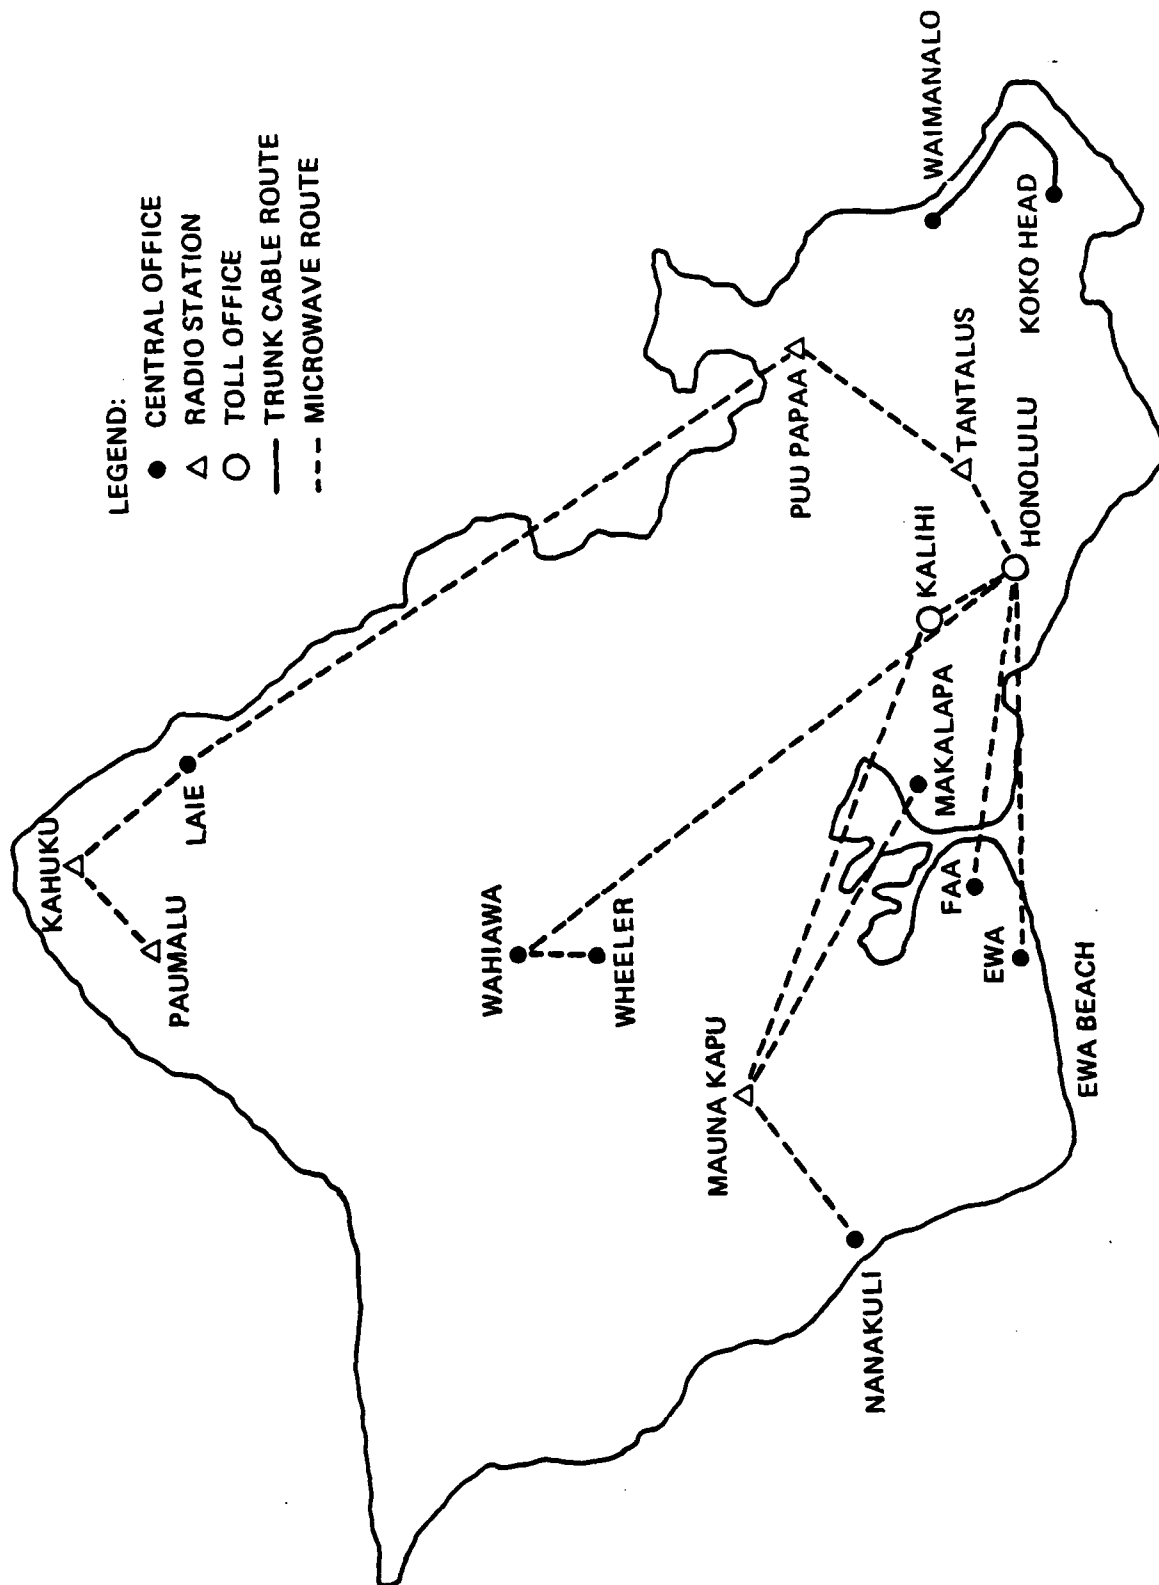 LEGEND:
CENTRAL OFFICE
RADIO STATION
TOLL OFFICE
TRUNK CABLE ROUTE
MICROWAVE ROUTE
KAHUKU
PAUMALU
LAIE
WAHIAWA
WHEELER
MAUNA KAPU
NANAKULI
PUU PAPAA
WAIMANALO
KALIHI
TANTALUS
MAKALAPA
FAA
EWA
HONOLULU
KOKO HEAD
EWA BEACH